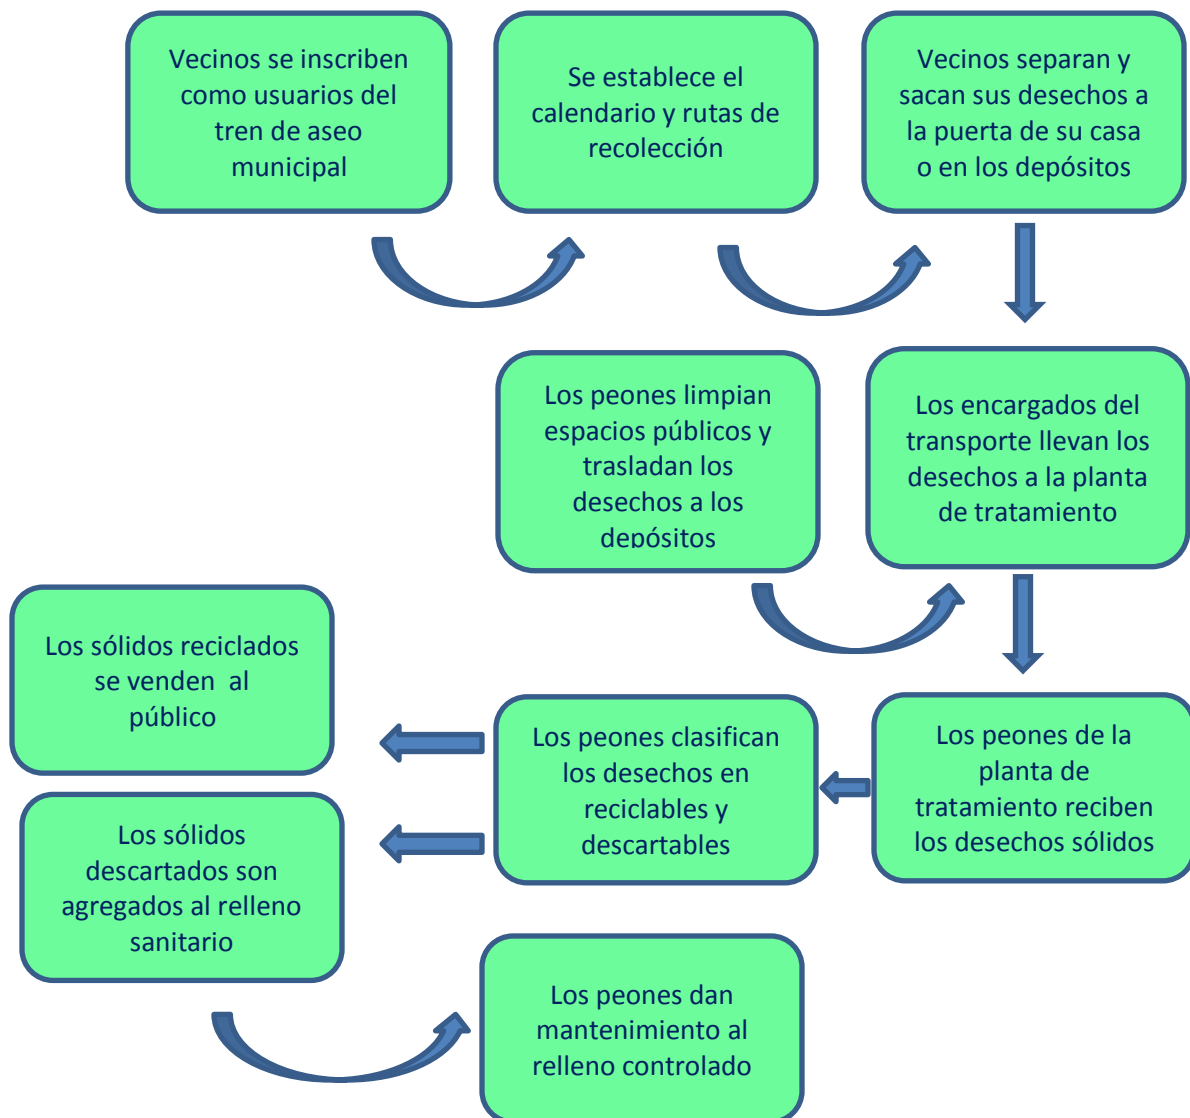 Vecinos se inscriben
como usuarios del
tren de aseo
municipal
Se establece el
calendario y rutas de
recolección
Vecinos separan y
sacan sus desechos a
la puerta de su casa
o en los depósitos
Los peones limpian
espacios públicos y
trasladan los
desechos a los
depósitos
Los encargados del
transporte llevan los
desechos a la planta
de tratamiento
Los sólidos reciclados
se venden al
público
Los peones clasifican
los desechos en
reciclables y
descartables
Los peones de la
planta de
tratamiento reciben
los desechos sólidos
Los sólidos
descartados son
agregados al relleno
sanitario
Los peones dan
mantenimiento al
relleno controlado